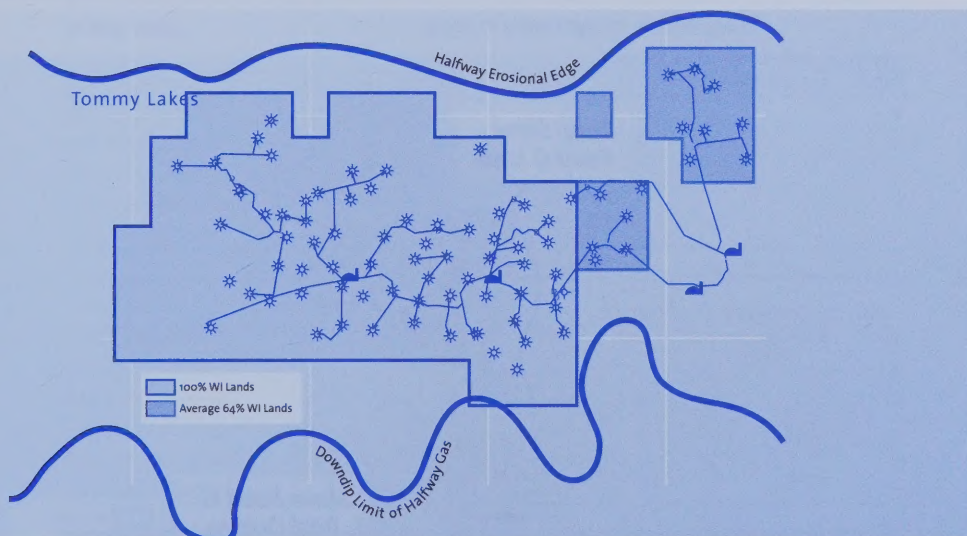 Halfway Erosional Edge
Tommy Lakes
100% WI Lands
Average 64% WI Lands
Downdip Limit of Halfway Gas